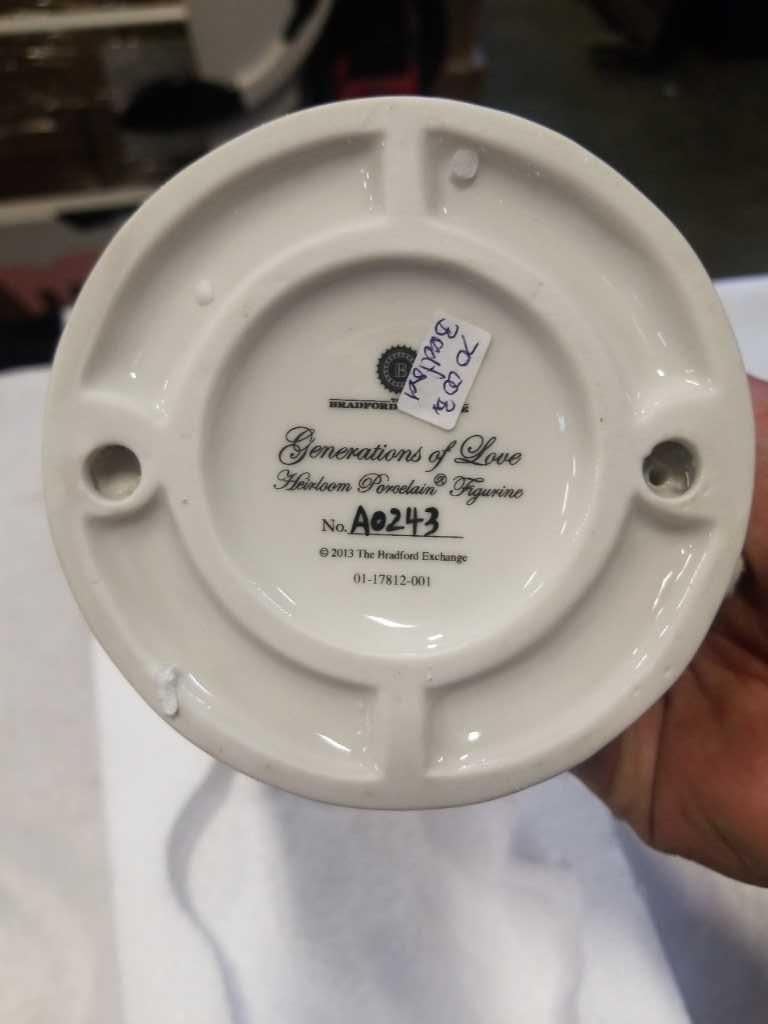 B
BRADFORD
Generations of Love
Heirloom Porcelain® Figurine
No. A0243
© 2013 The Bradford Exchange
01-17812-001